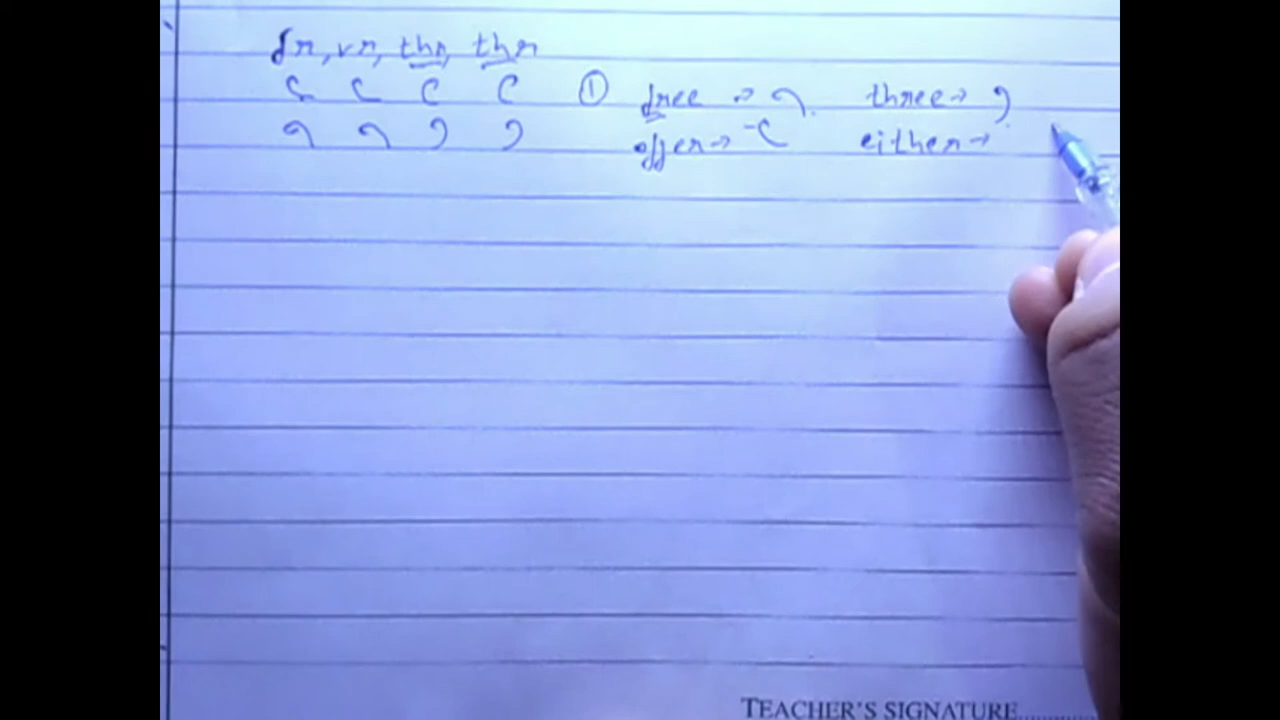 fr, vr, thr, thr
① free → three →
offer → either →
TEACHER'S SIGNATURE..............